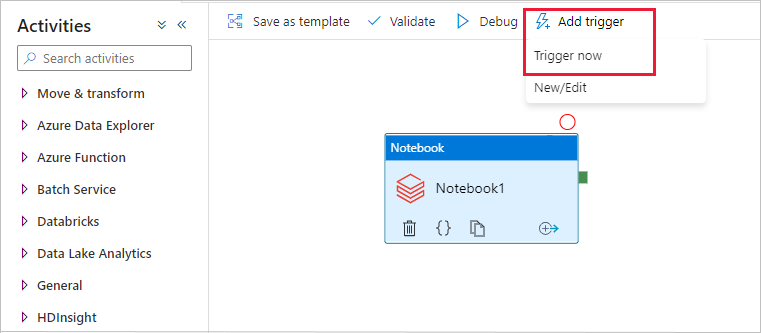 Activities
Search activities
Move & transform
Azure Data Explorer
Azure Function
Batch Service
Databricks
Data Lake Analytics
General
HDInsight
Save as template
Validate
Debug
Add trigger
Trigger now
New/Edit
Notebook
Notebook1
{}